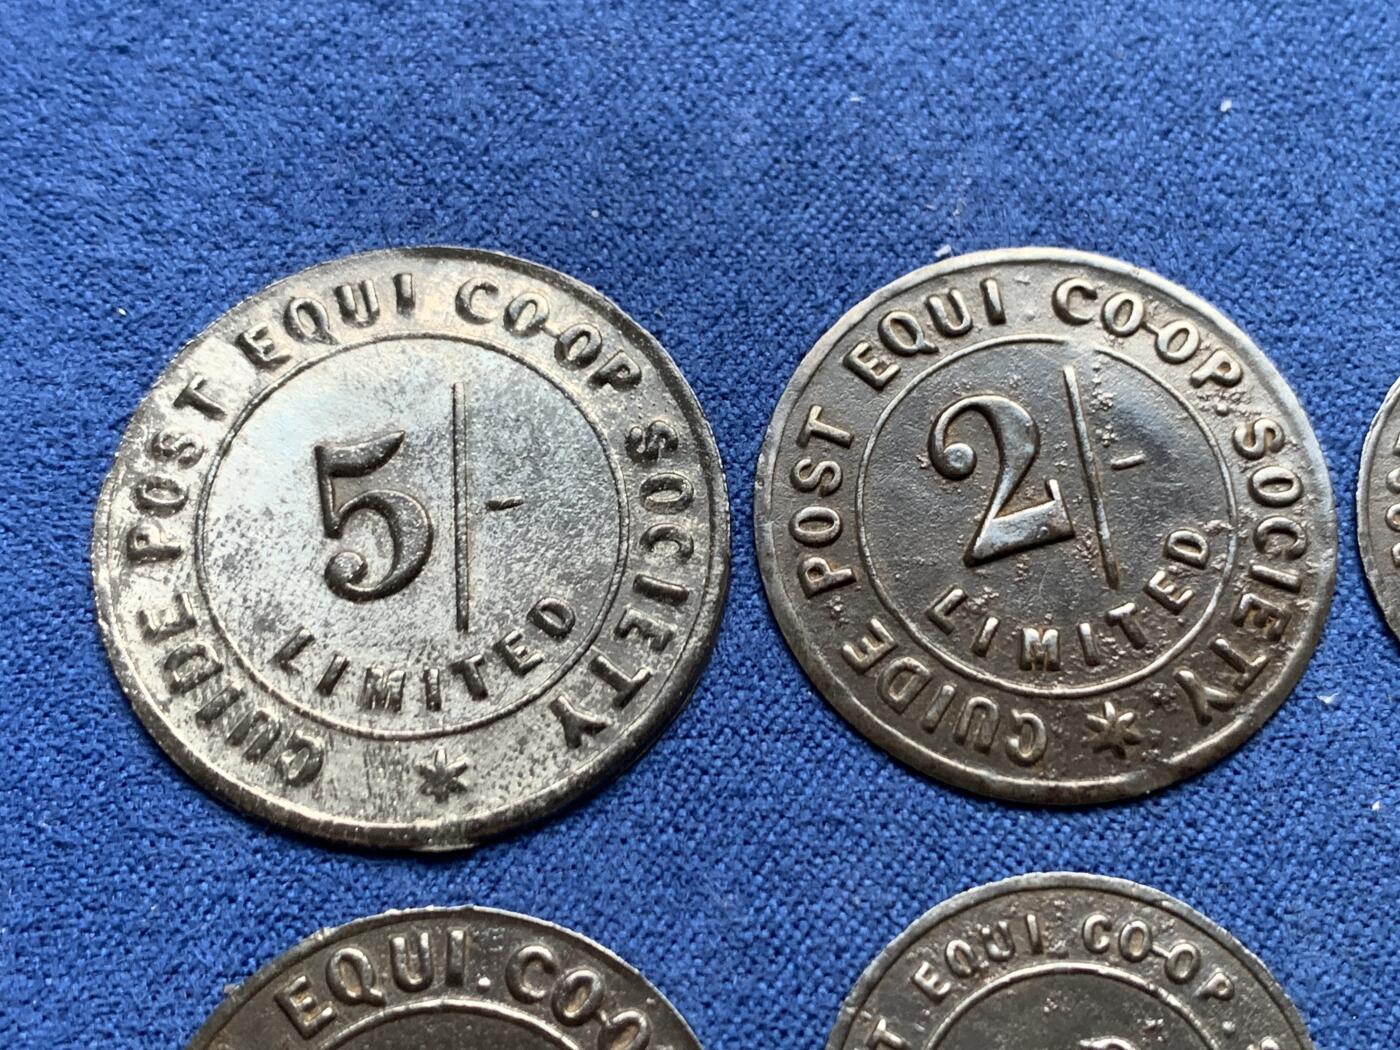 GUIDE POST EQUI CO-OP SOCIETY
5/-
LIMITED
GUIDE POST EQUI CO-OP. SOCIETY
2/-
LIMITED
EQUI. CO-O
EQUI CO-OP. S